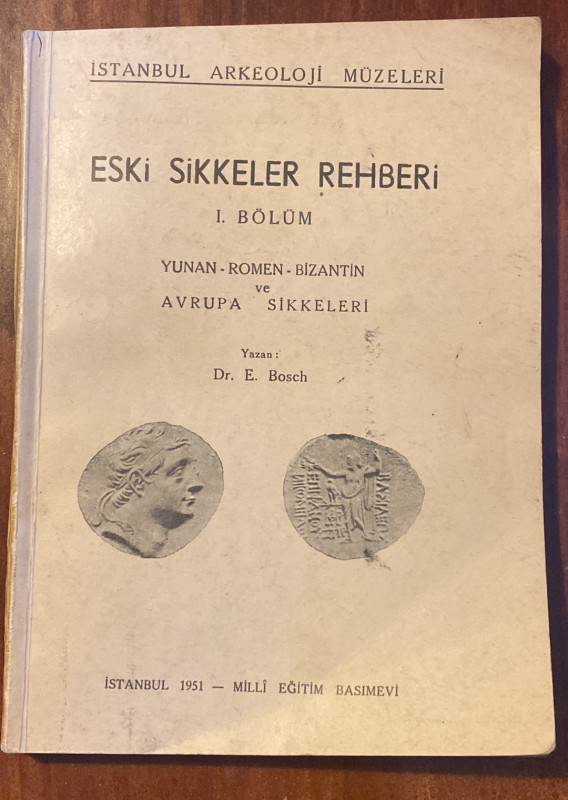 İSTANBUL ARKEOLOJİ MÜZELERİ
ESKİ SİKKELER REHBERİ
I. BÖLÜM
YUNAN - ROMEN - BİZANTİN
ve
AVRUPA SİKKELERİ
Yazan :
Dr. E. Bosch
İSTANBUL 1951 — MİLLÎ EĞİTİM BASIMEVİ